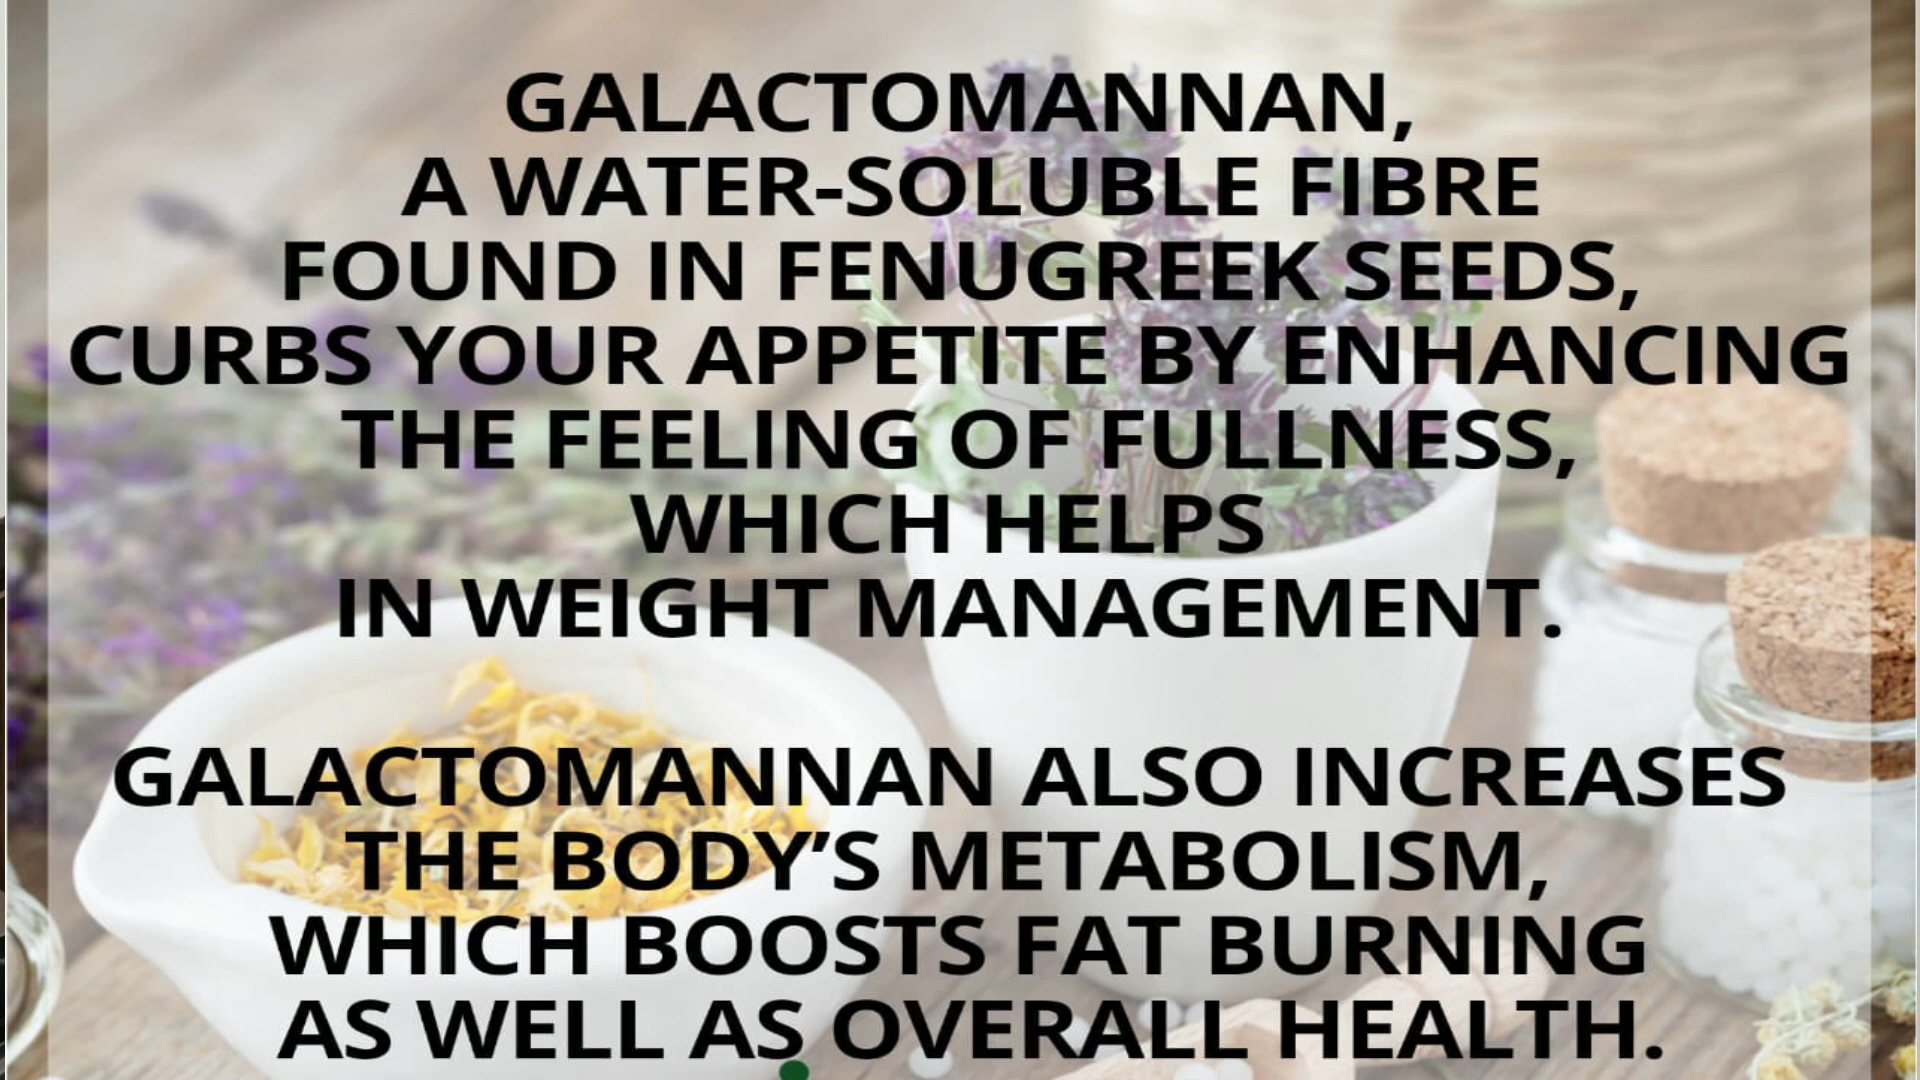 GALACTOMANNAN,
A WATER-SOLUBLE FIBRE
FOUND IN FENUGREEK SEEDS,
CURBS YOUR APPETITE BY ENHANCING
THE FEELING OF FULLNESS,
WHICH HELPS
IN WEIGHT MANAGEMENT.
GALACTOMANNAN ALSO INCREASES
THE BODY’S METABOLISM,
WHICH BOOSTS FAT BURNING
AS WELL AS OVERALL HEALTH.